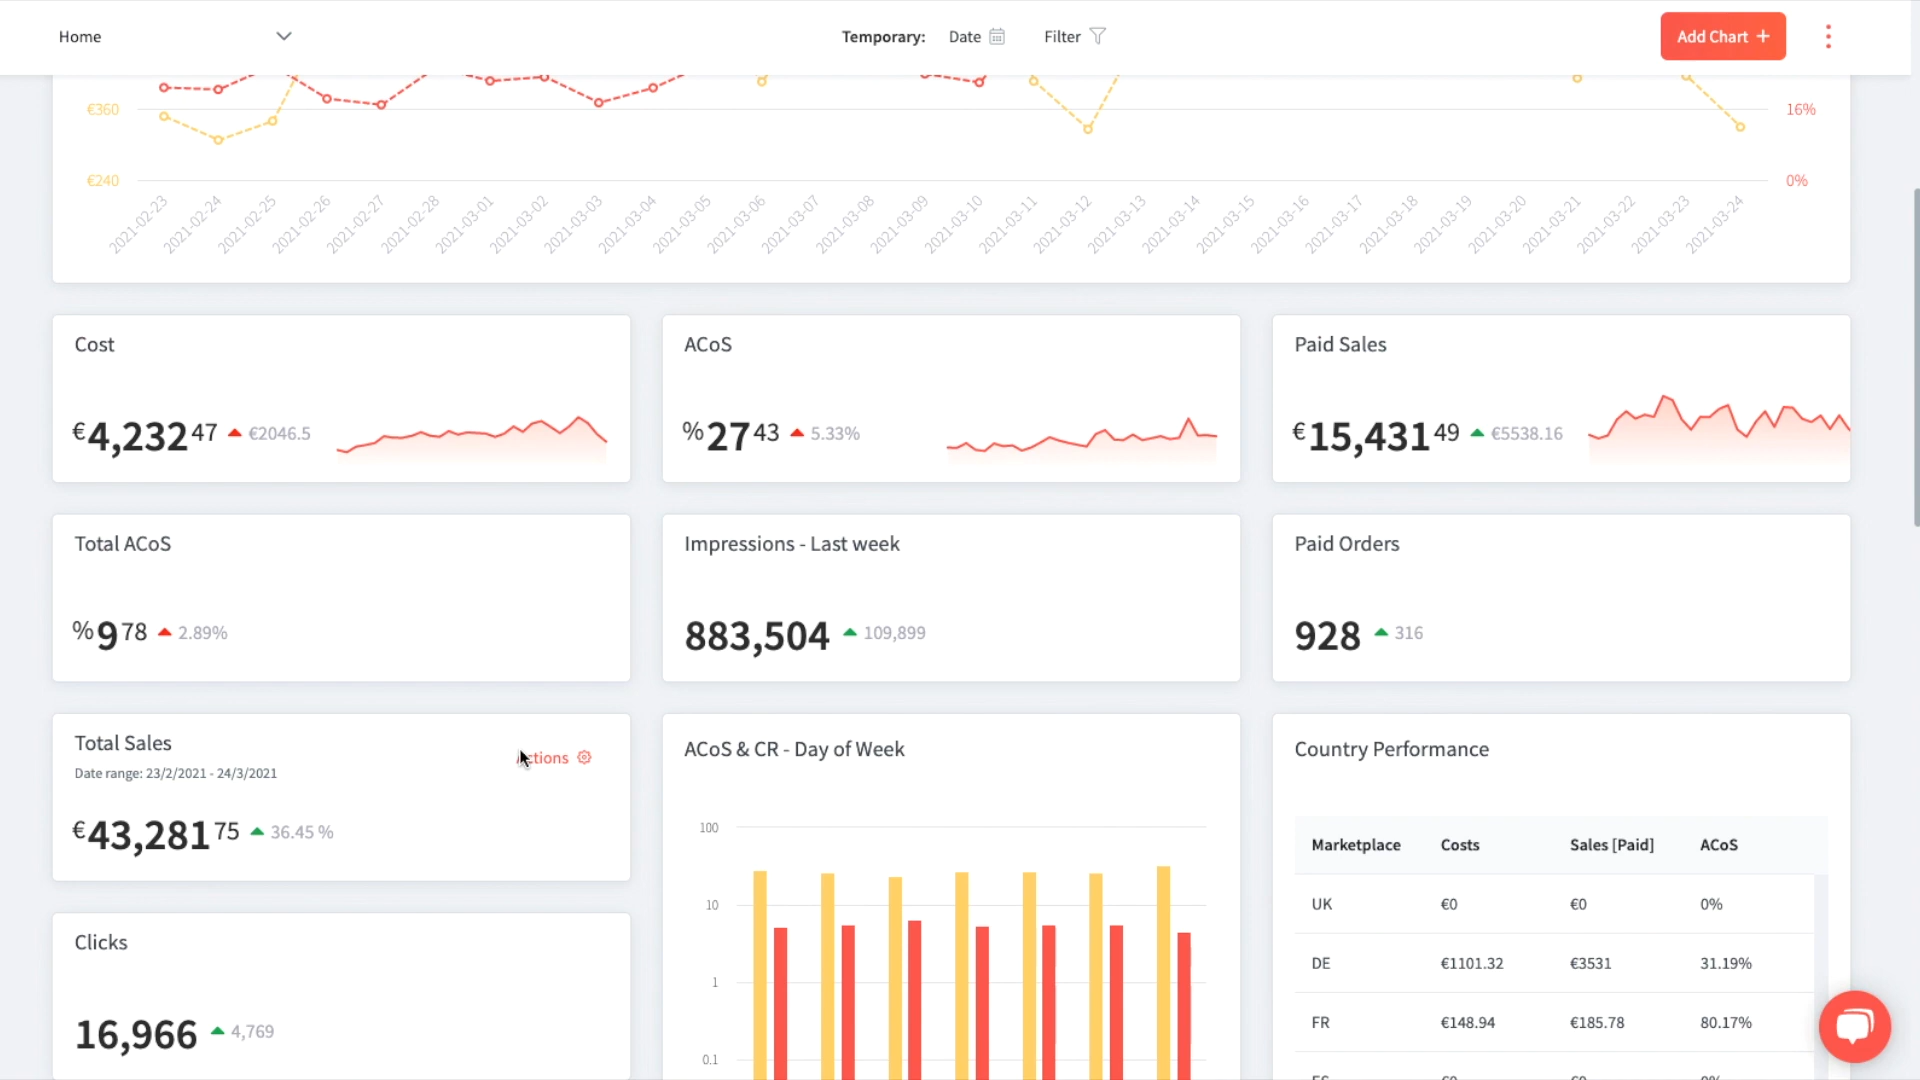 Home
Temporary: Date Filter
Add Chart +
€360
16%
€240
0%
2021-02-23 2021-02-24 2021-02-25 2021-02-26 2021-02-27 2021-02-28 2021-03-01 2021-03-02 2021-03-03 2021-03-04 2021-03-05 2021-03-06 2021-03-07 2021-03-08 2021-03-09 2021-03-10 2021-03-11 2021-03-12 2021-03-13 2021-03-14 2021-03-15 2021-03-16 2021-03-17 2021-03-18 2021-03-19 2021-03-20 2021-03-21 2021-03-22 2021-03-23 2021-03-24
Cost
€4,232 47 €2046.5
ACoS
%27 43 5.33%
Paid Sales
€15,431 49 €5538.16
Total ACoS
%9 78 2.89%
Impressions - Last week
883,504 109,899
Paid Orders
928 316
Total Sales
Date range: 23/2/2021 - 24/3/2021
€43,281 75 36.45 %
Clicks
16,966 4,769
ACoS & CR - Day of Week
100
10
1
0.1
Country Performance
Marketplace Costs Sales [Paid] ACoS
UK €0 €0 0%
DE €1101.32 €3531 31.19%
FR €148.94 €185.78 80.17%